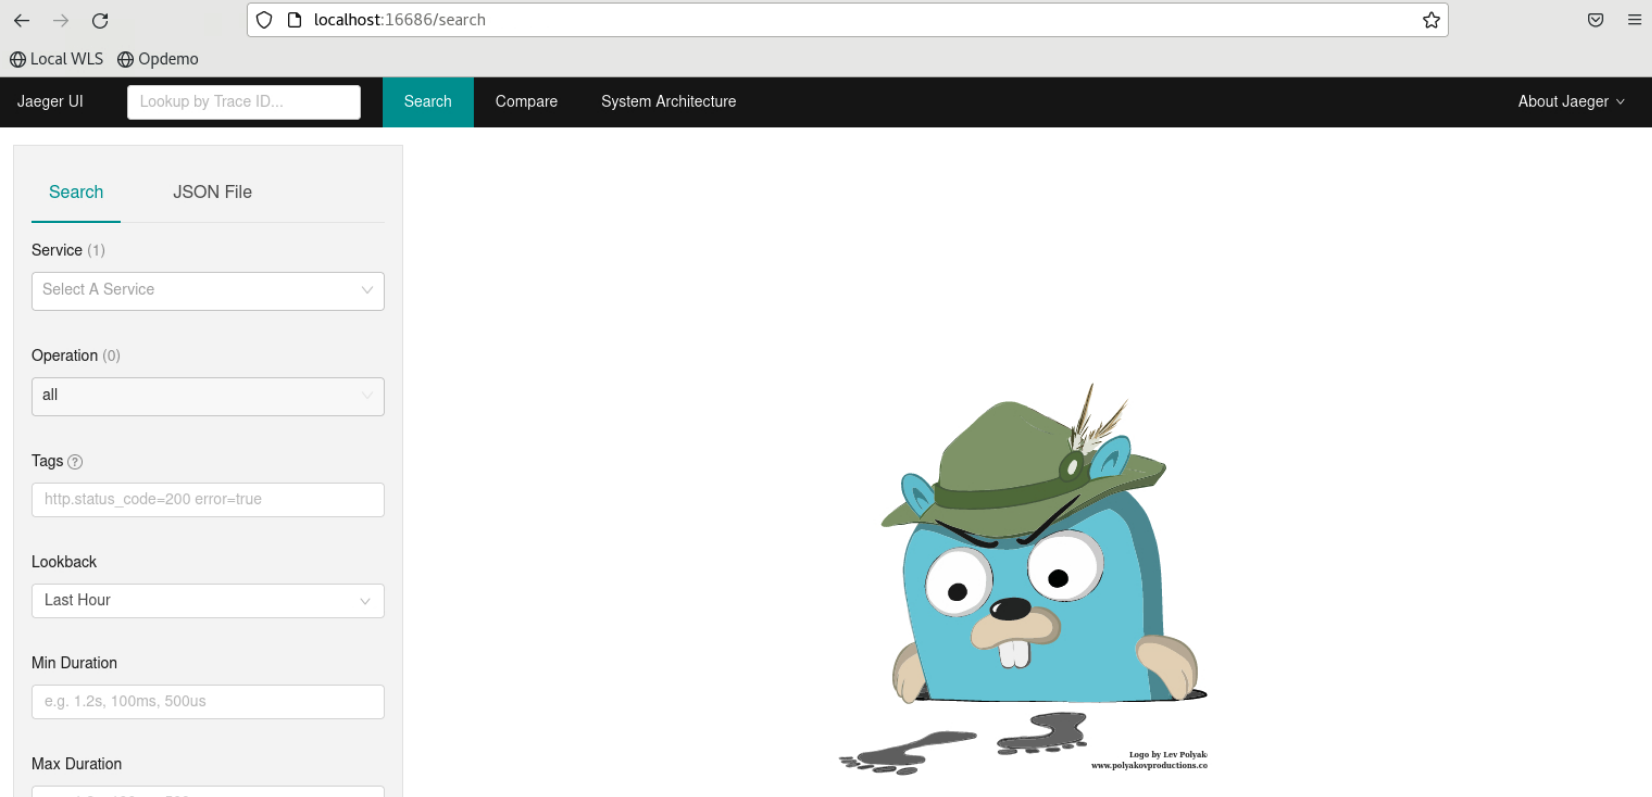 localhost:16686/search
Local WLS Opdemo
Jaeger UI Lookup by Trace ID... Search Compare System Architecture About Jaeger
Search JSON File
Service (1)
Select A Service
Operation (0)
all
Tags ?
http.status_code=200 error=true
Lookback
Last Hour
Min Duration
e.g. 1.2s, 100ms, 500us
Max Duration
Logo by Lev Polyak
www.polyakovproductions.co